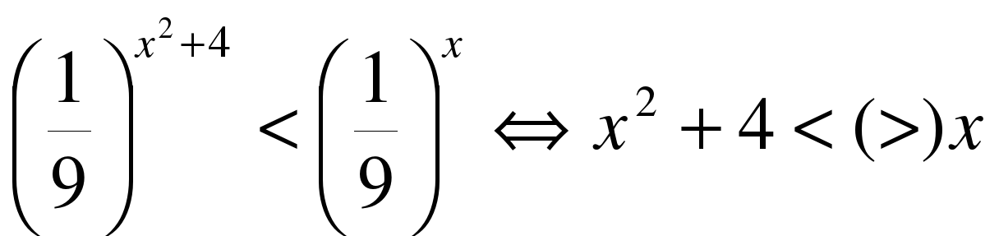 (1/9)^{x^2+4} < (1/9)^x ⇔ x^2 + 4 < (>)x